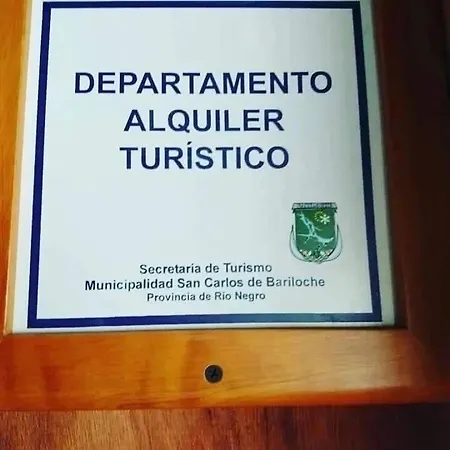 DEPARTAMENTO
ALQUILER
TURÍSTICO
Secretaría de Turismo
Municipalidad San Carlos de Bariloche
Provincia de Río Negro